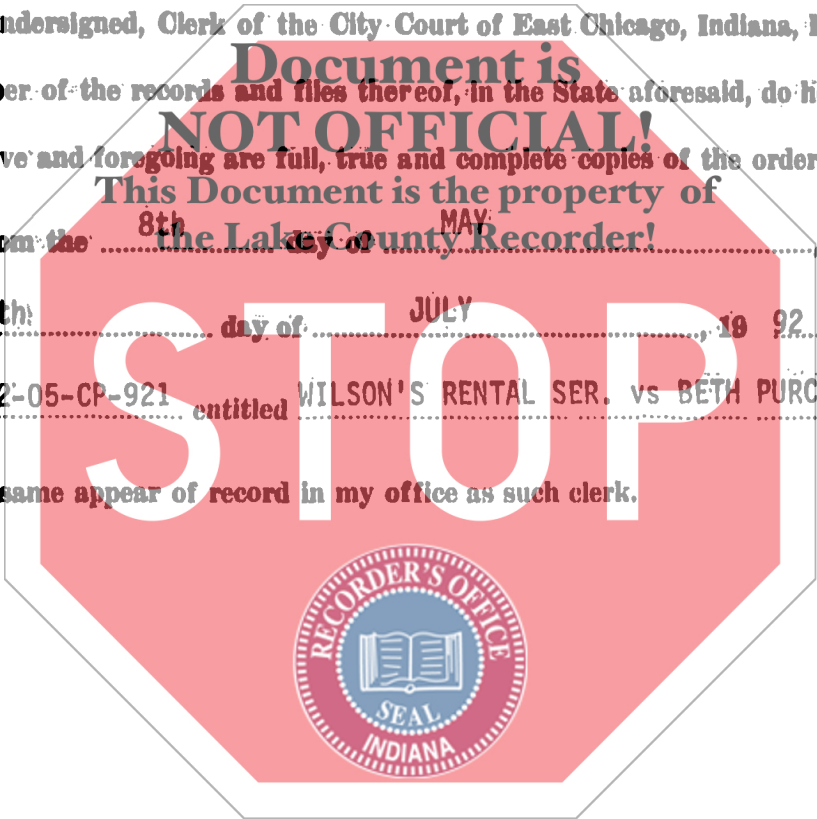 ndersigned, Clerk of the City Court of East Chicago, Indiana,
Document is
er of the records and files thereof, in the State aforesaid, do h
NOT OFFICIAL!
ve and foregoing are full, true and complete copies of the order
This Document is the property of
the Lake County Recorder!
om the 8th day of MAY
th day of JULY, 19 92
2-05-CP-921 entitled WILSON'S RENTAL SER. vs BETH PURC
STOP
same appear of record in my office as such clerk.
RECORDER'S OFFICE
SEAL
INDIANA